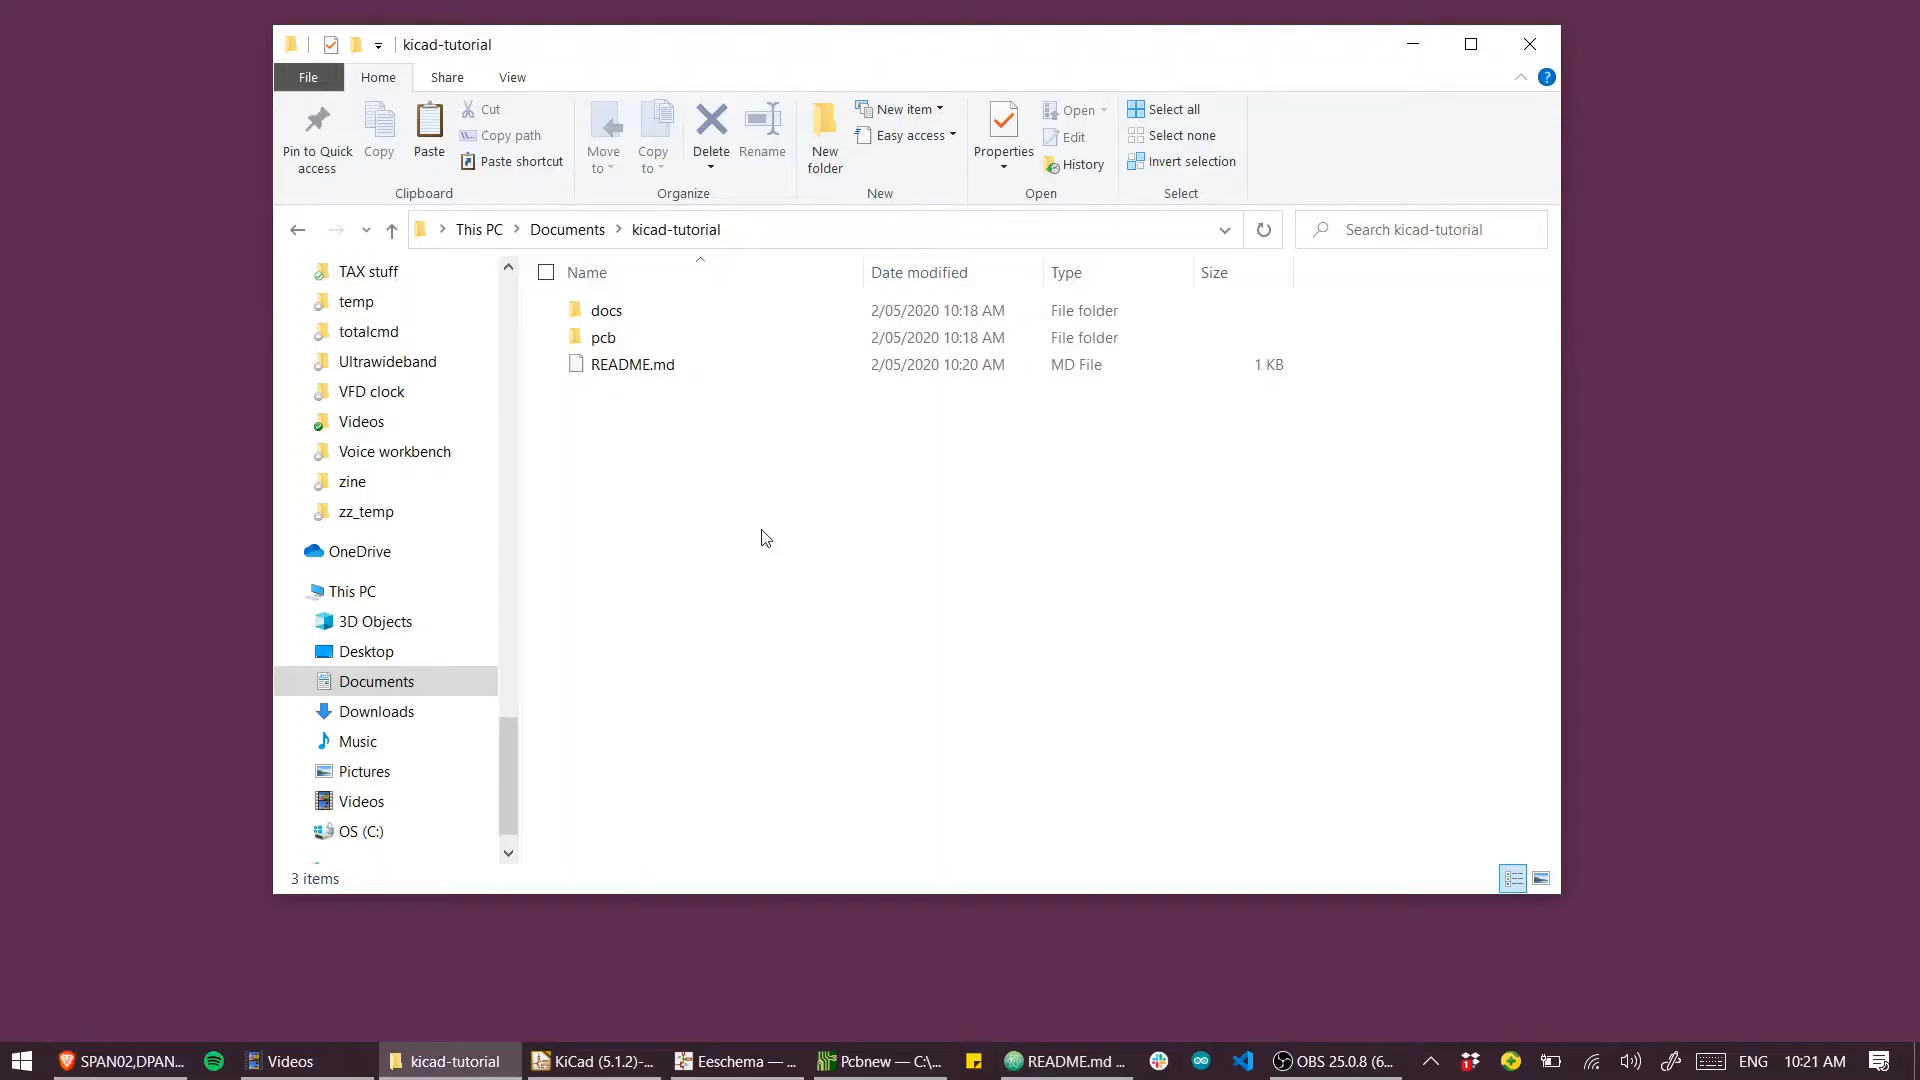 kicad-tutorial
File
Home
Share
View
Pin to Quick access
Copy
Paste
Cut
Copy path
Paste shortcut
Clipboard
Move to
Copy to
Delete
Rename
Organize
New folder
New item
Easy access
New
Properties
Open
Edit
History
Open
Select all
Select none
Invert selection
Select
This PC > Documents > kicad-tutorial
Search kicad-tutorial
TAX stuff
temp
totalcmd
Ultrawideband
VFD clock
Videos
Voice workbench
zine
zz_temp
OneDrive
This PC
3D Objects
Desktop
Documents
Downloads
Music
Pictures
Videos
OS (C:)
Name Date modified Type Size
docs 2/05/2020 10:18 AM File folder
pcb 2/05/2020 10:18 AM File folder
README.md 2/05/2020 10:20 AM MD File 1 KB
3 items
SPAN02,DPAN... Videos kicad-tutorial KiCad (5.1.2)-... Eeschema — ... Pcbnew — C:\... README.md ... OBS 25.0.8 (6... ENG 10:21 AM